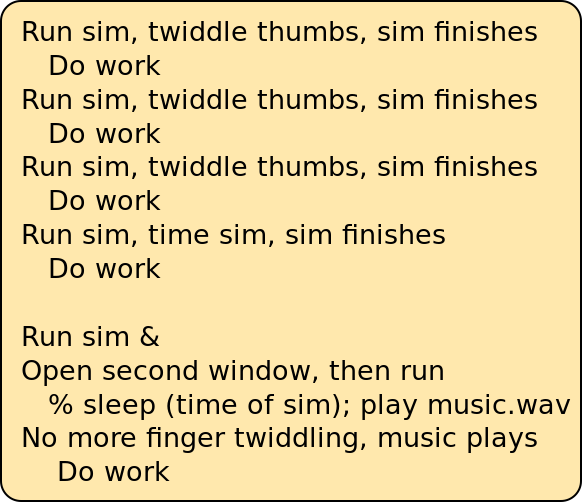 Run sim, twiddle thumbs, sim finishes
Do work
Run sim, twiddle thumbs, sim finishes
Do work
Run sim, twiddle thumbs, sim finishes
Do work
Run sim, time sim, sim finishes
Do work
Run sim &
Open second window, then run
% sleep (time of sim); play music.wav
No more finger twiddling, music plays
Do work